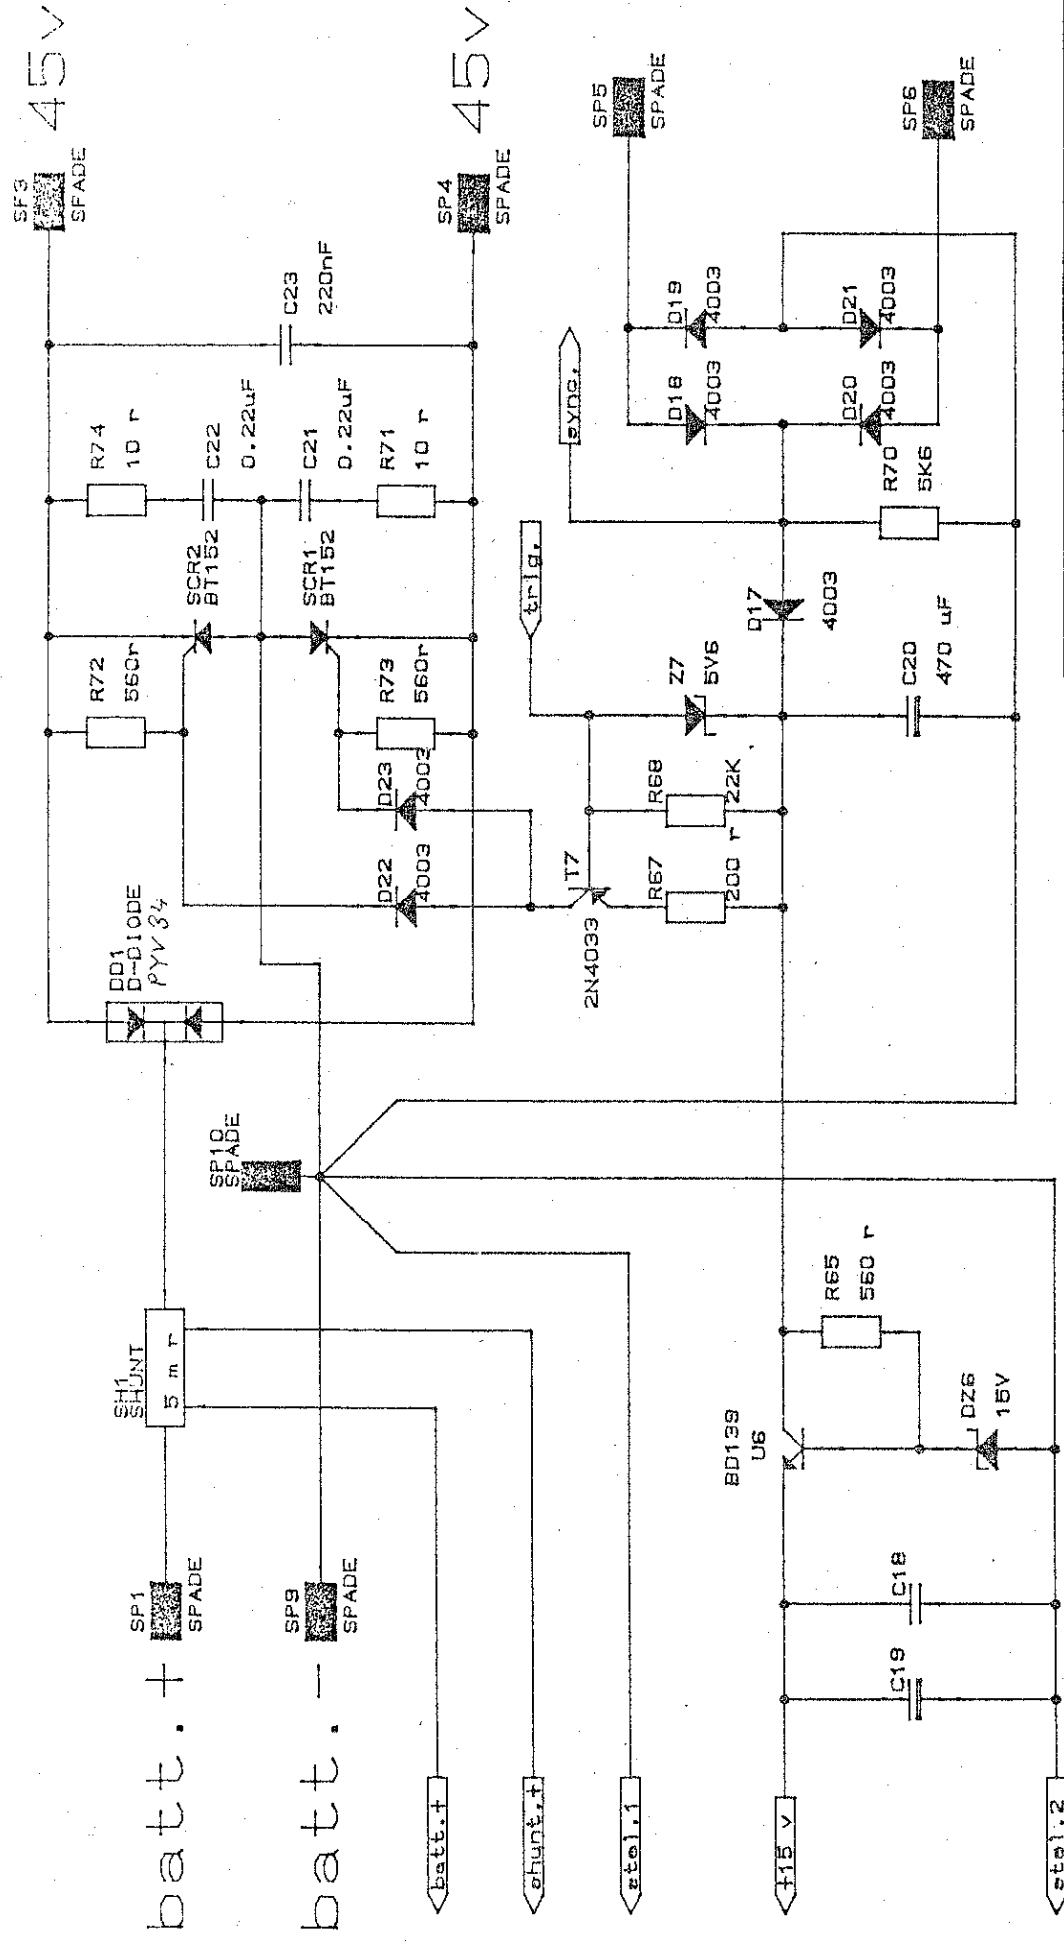 batt.+
SP1
SPADE
SH1
SHUNT
5 m r
DD1
D-DIODE
PYV34
R72
560r
SCR2
BT152
R74
10 r
C22
0.22uF
C23
220nF
SF3
SPADE
45v
batt.-
SP9
SPADE
SP10
SPADE
SCR1
BT152
C21
0.22uF
R73
560r
R71
10 r
D22
4003
D23
4003
SP4
SPADE
45v
batt.+
shunt.+
stel.1
trig.
sync.
2N4033
T7
R67
200 r
R68
22K
Z7
5V6
D17
4003
D18
4003
D19
4003
SP5
SPADE
D20
4003
D21
4003
SP6
SPADE
R70
5K6
C20
470 uF
BD139
U6
R65
560 r
DZ6
15V
C19
C18
+15 v
stel.2